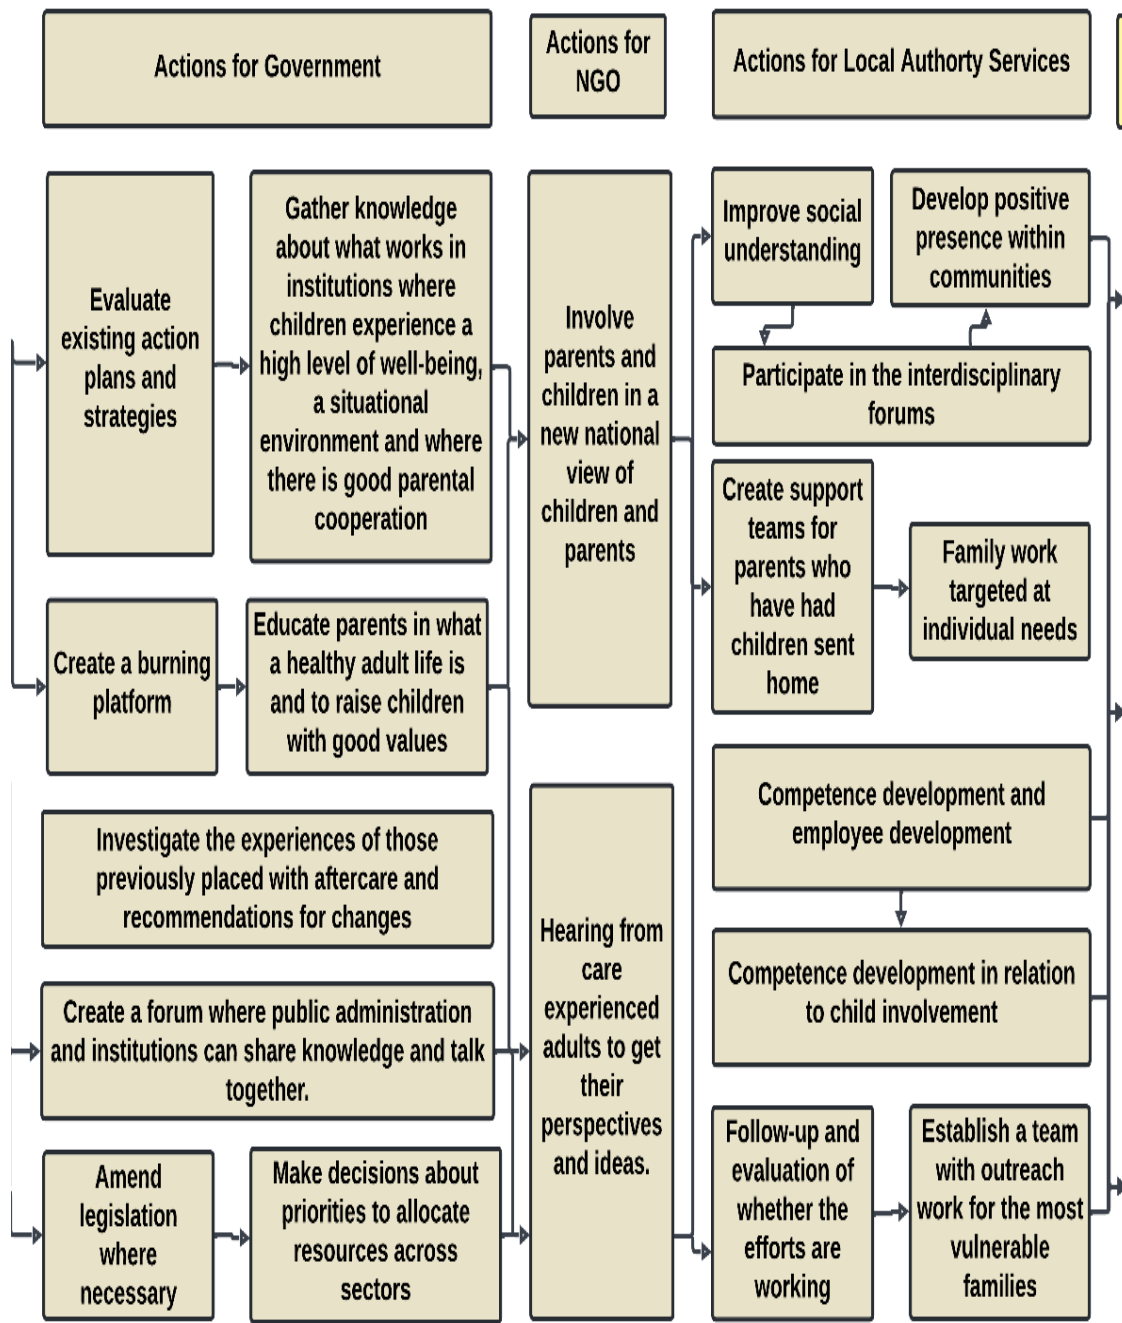 Actions for Government
Actions for
NGO
Actions for Local Authorty Services
Evaluate
existing action
plans and
strategies
Gather knowledge
about what works in
institutions where
children experience a
high level of well-being,
a situational
environment and where
there is good parental
cooperation
Create a burning
platform
Educate parents in what
a healthy adult life is
and to raise children
with good values
Investigate the experiences of those
previously placed with aftercare and
recommendations for changes
Create a forum where public administration
and institutions can share knowledge and talk
together.
Amend
legislation
where
necessary
Make decisions about
priorities to allocate
resources across
sectors
Involve
parents and
children in a
new national
view of
children and
parents
Hearing from
care
experienced
adults to get
their
perspectives
and ideas.
Improve social
understanding
Develop positive
presence within
communities
Participate in the interdisciplinary
forums
Create support
teams for
parents who
have had
children sent
home
Family work
targeted at
individual needs
Competence development and
employee development
Competence development in relation
to child involvement
Follow-up and
evaluation of
whether the
efforts are
working
Establish a team
with outreach
work for the most
vulnerable
families